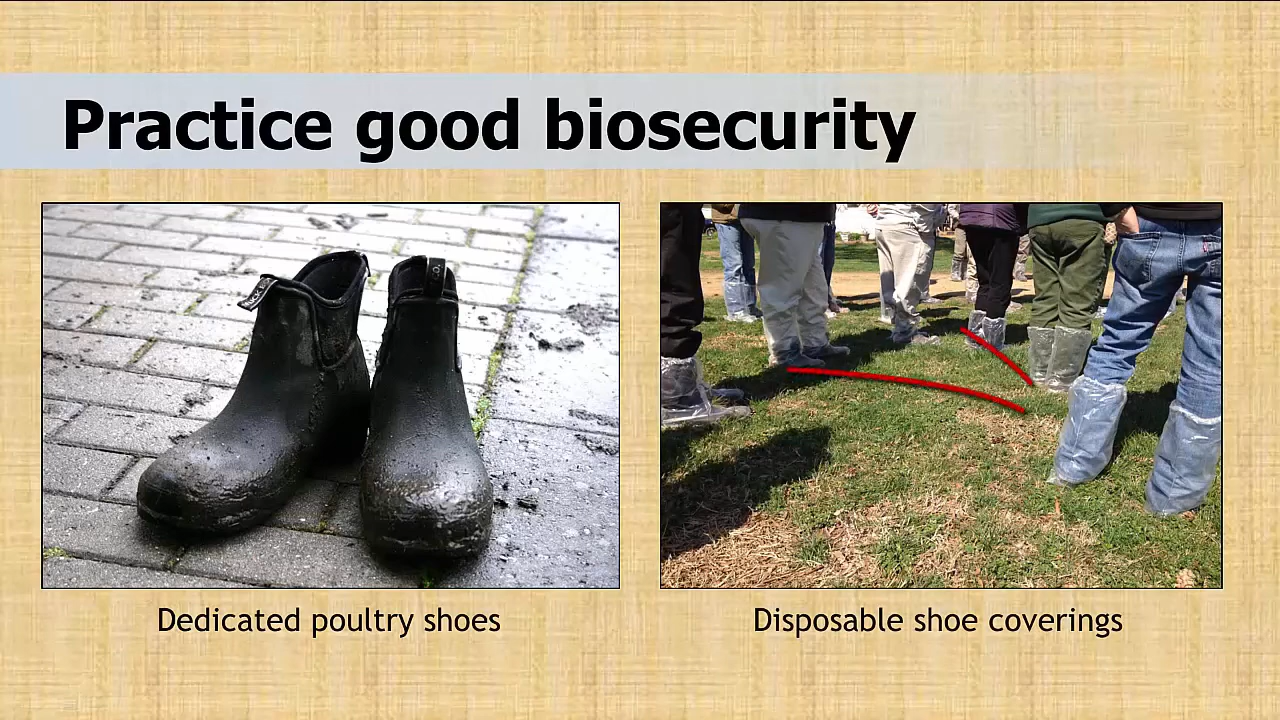 Practice good biosecurity
Dedicated poultry shoes
Disposable shoe coverings